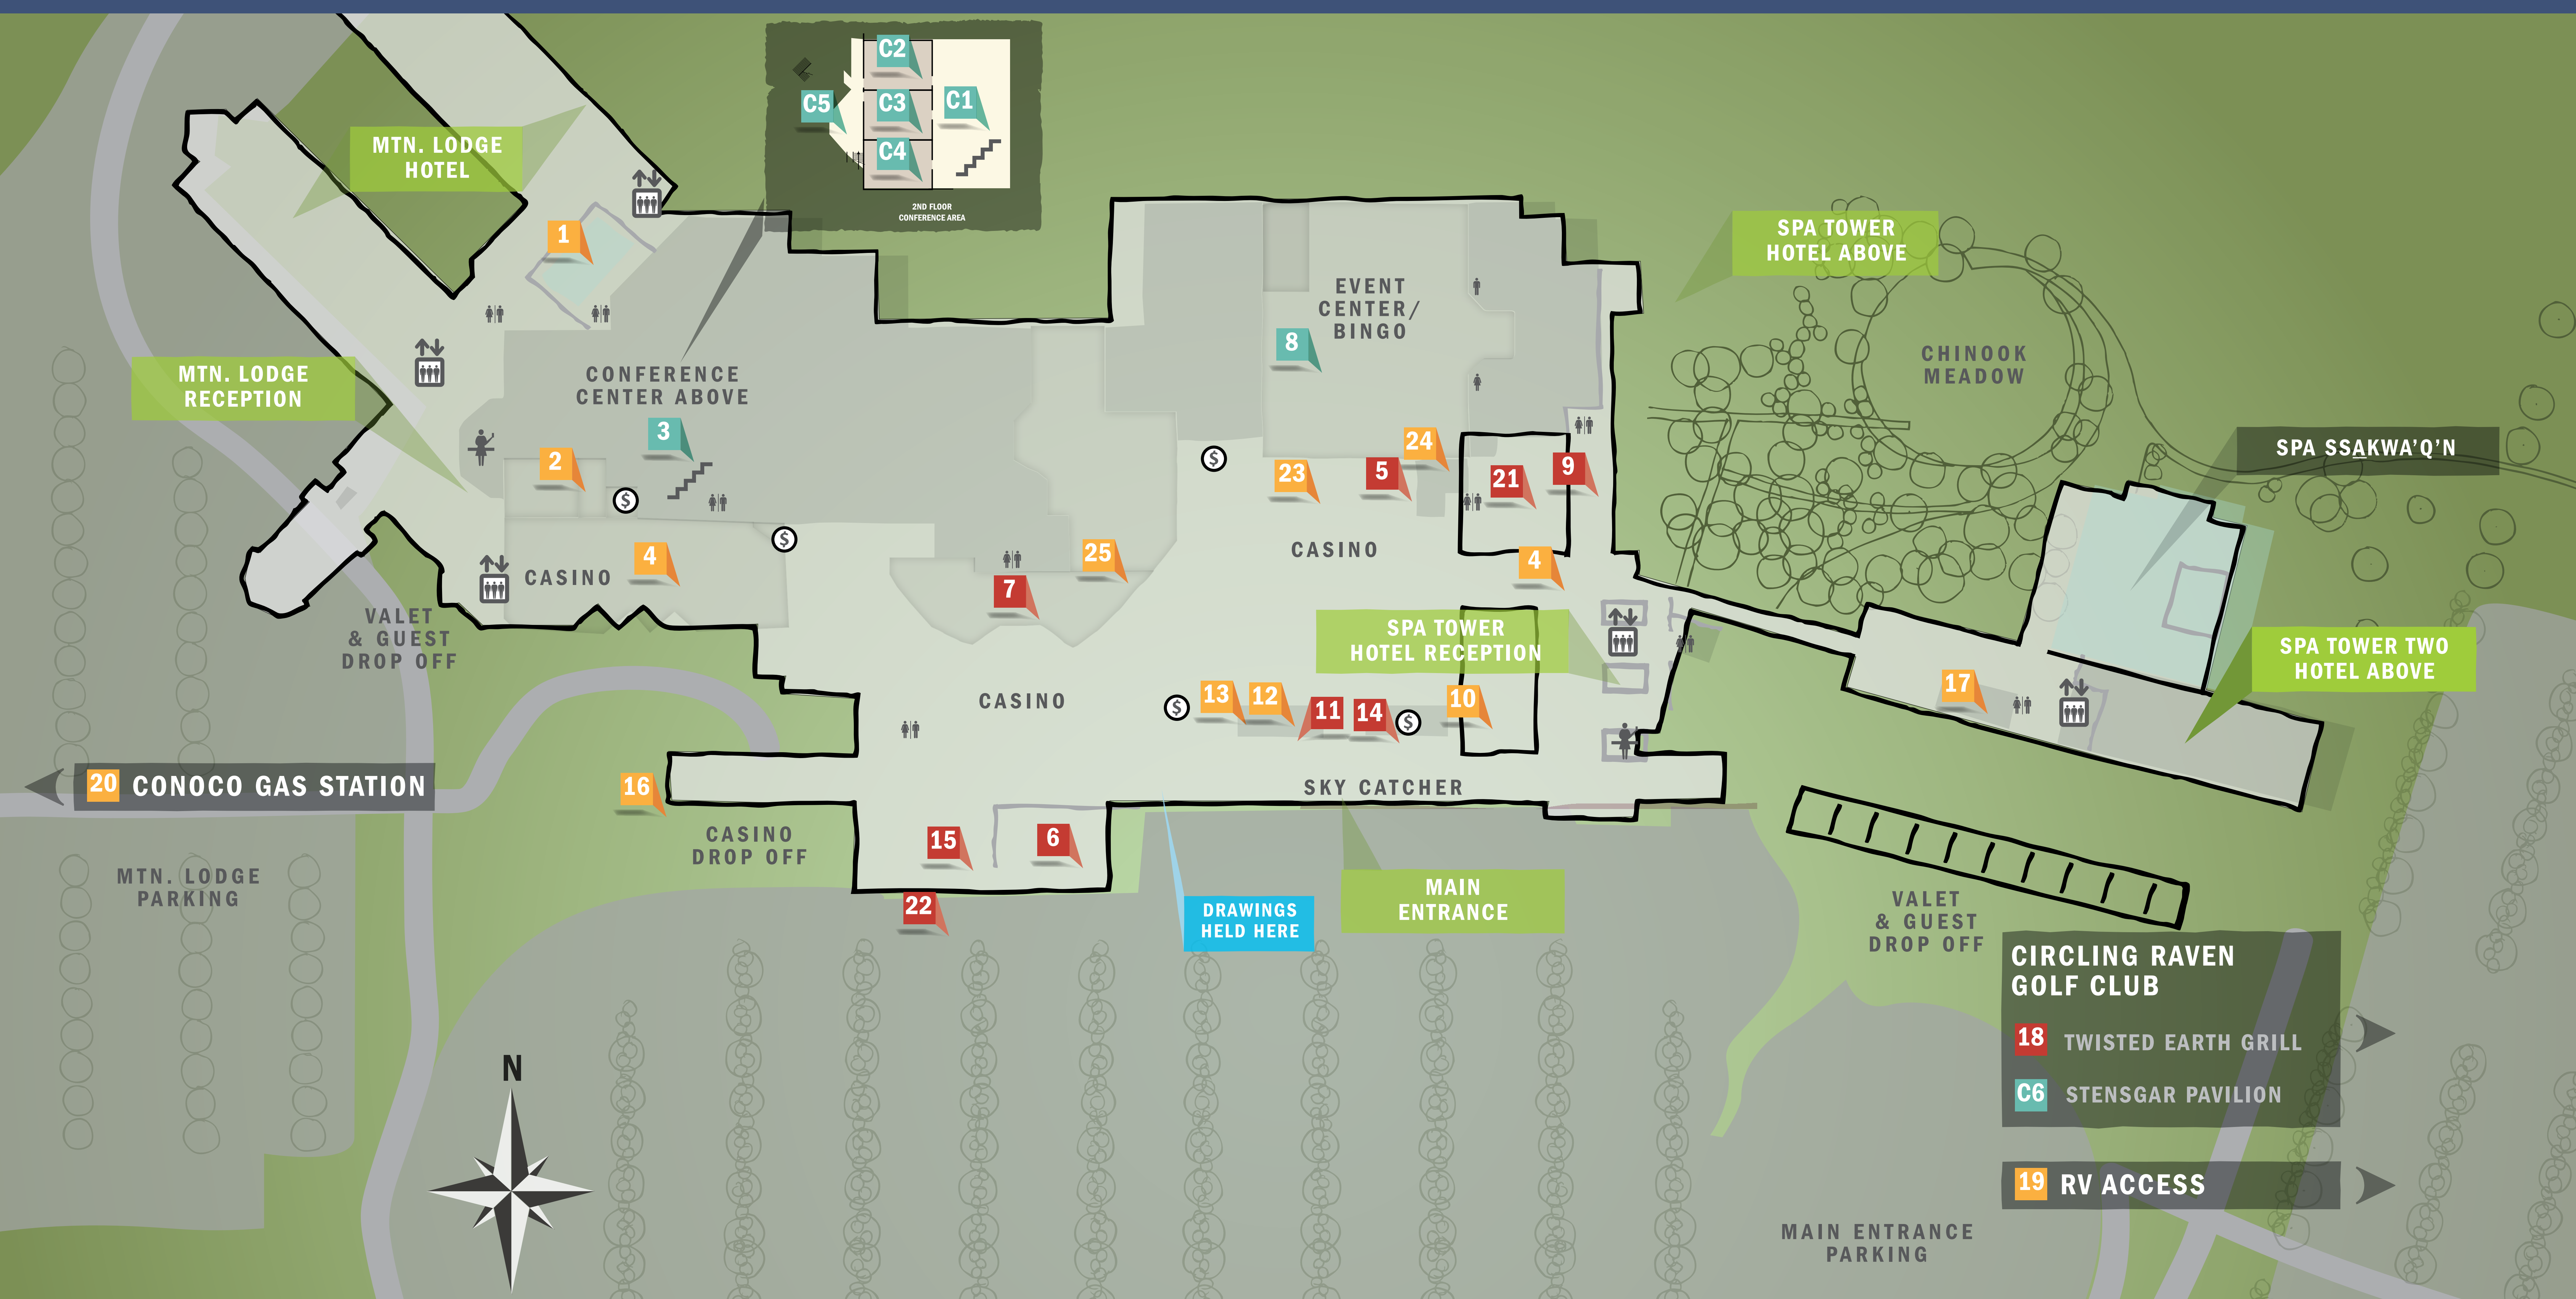 C2
C5
C3
C1
C4
2ND FLOOR
CONFERENCE AREA
MTN. LODGE
HOTEL
1
SPA TOWER
HOTEL ABOVE
EVENT
CENTER/
BINGO
8
CHINOOK
MEADOW
MTN. LODGE
RECEPTION
CONFERENCE
CENTER ABOVE
3
2
$
$
4
CASINO
VALET
& GUEST
DROP OFF
$
23
5
24
21
9
CASINO
4
SPA SSAKWA’Q’N
25
7
SPA TOWER
HOTEL RECEPTION
SPA TOWER TWO
HOTEL ABOVE
17
CASINO
$
13
12
11
14
$
10
SKY CATCHER
20 CONOCO GAS STATION
16
CASINO
DROP OFF
15
6
22
MTN. LODGE
PARKING
DRAWINGS
HELD HERE
MAIN
ENTRANCE
VALET
& GUEST
DROP OFF
CIRCLING RAVEN
GOLF CLUB
18 TWISTED EARTH GRILL
C6 STENSGAR PAVILION
19 RV ACCESS
N
MAIN ENTRANCE
PARKING